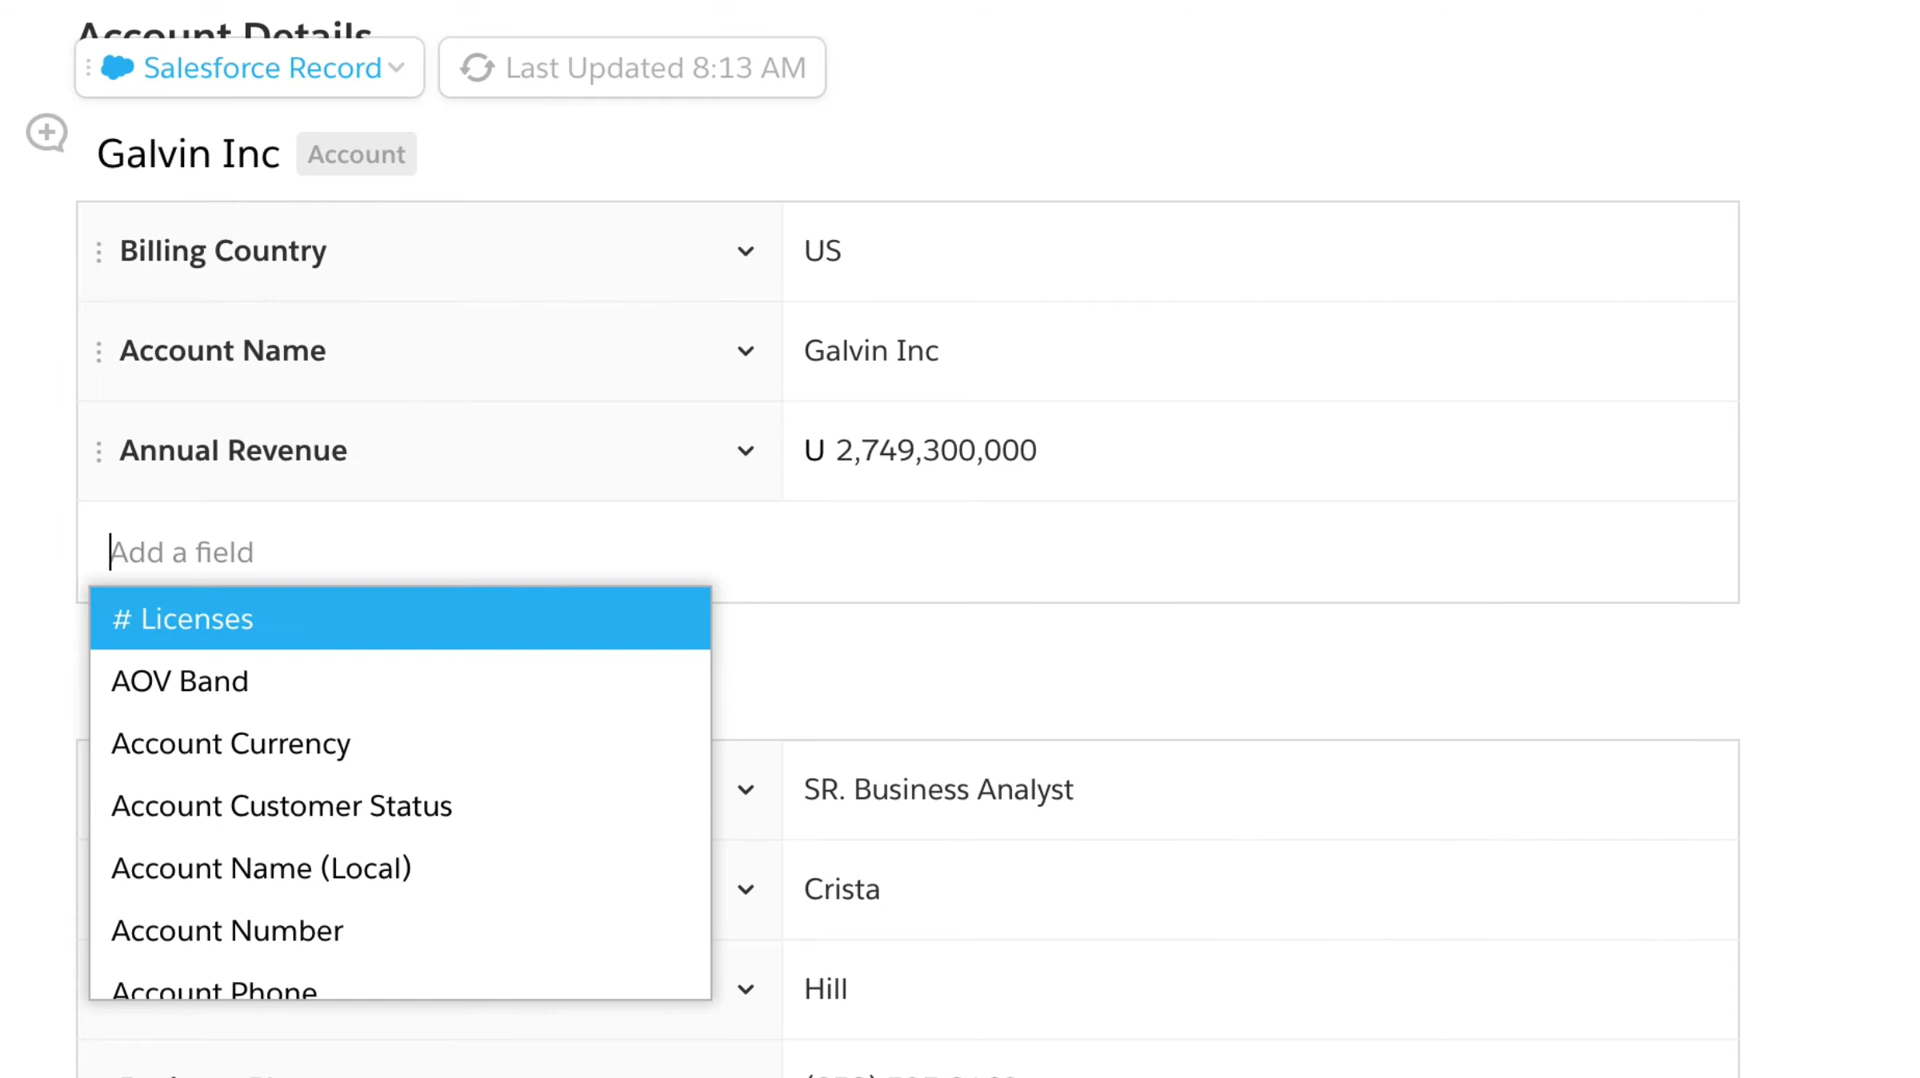 Account Details
Salesforce Record
Last Updated 8:13 AM
Galvin Inc Account
Billing Country US
Account Name Galvin Inc
Annual Revenue U 2,749,300,000
Add a field
# Licenses
AOV Band
Account Currency
SR. Business Analyst
Account Customer Status
Account Name (Local)
Crista
Account Number
Account Phone
Hill